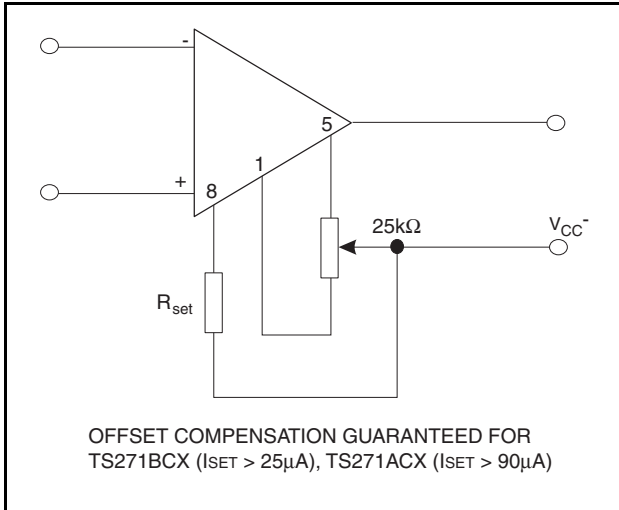 -
5
1
+
8
25kΩ
VCC-
Rset
OFFSET COMPENSATION GUARANTEED FOR
TS271BCX (ISET > 25μA), TS271ACX (ISET > 90μA)